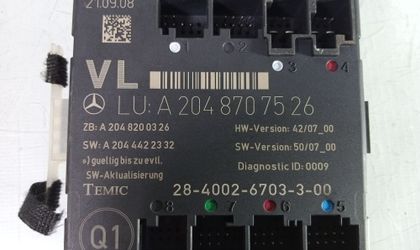 21.09.08
1
3
4
VL
LU: A 204 870 75 26
ZB: A 204 820 03 26
HW-Version: 42/07_00
SW: A 204 442 23 32
SW-Version: 50/07_00
*) gueltig bis zu evtl.
Diagnostic ID: 0009
SW-Aktualisierung
TEMIC
28-4002-6703-3-00
8
7
6
5
Q1